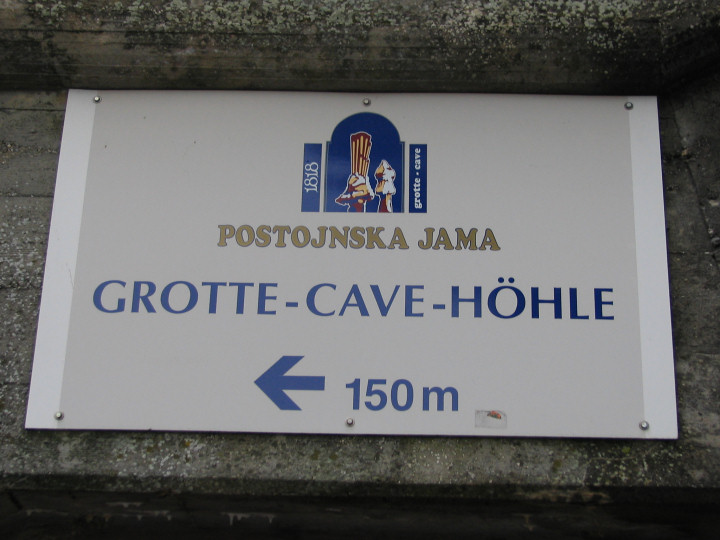 1818
grotte • cave
POSTOJNSKA JAMA
GROTTE-CAVE-HÖHLE
150 m